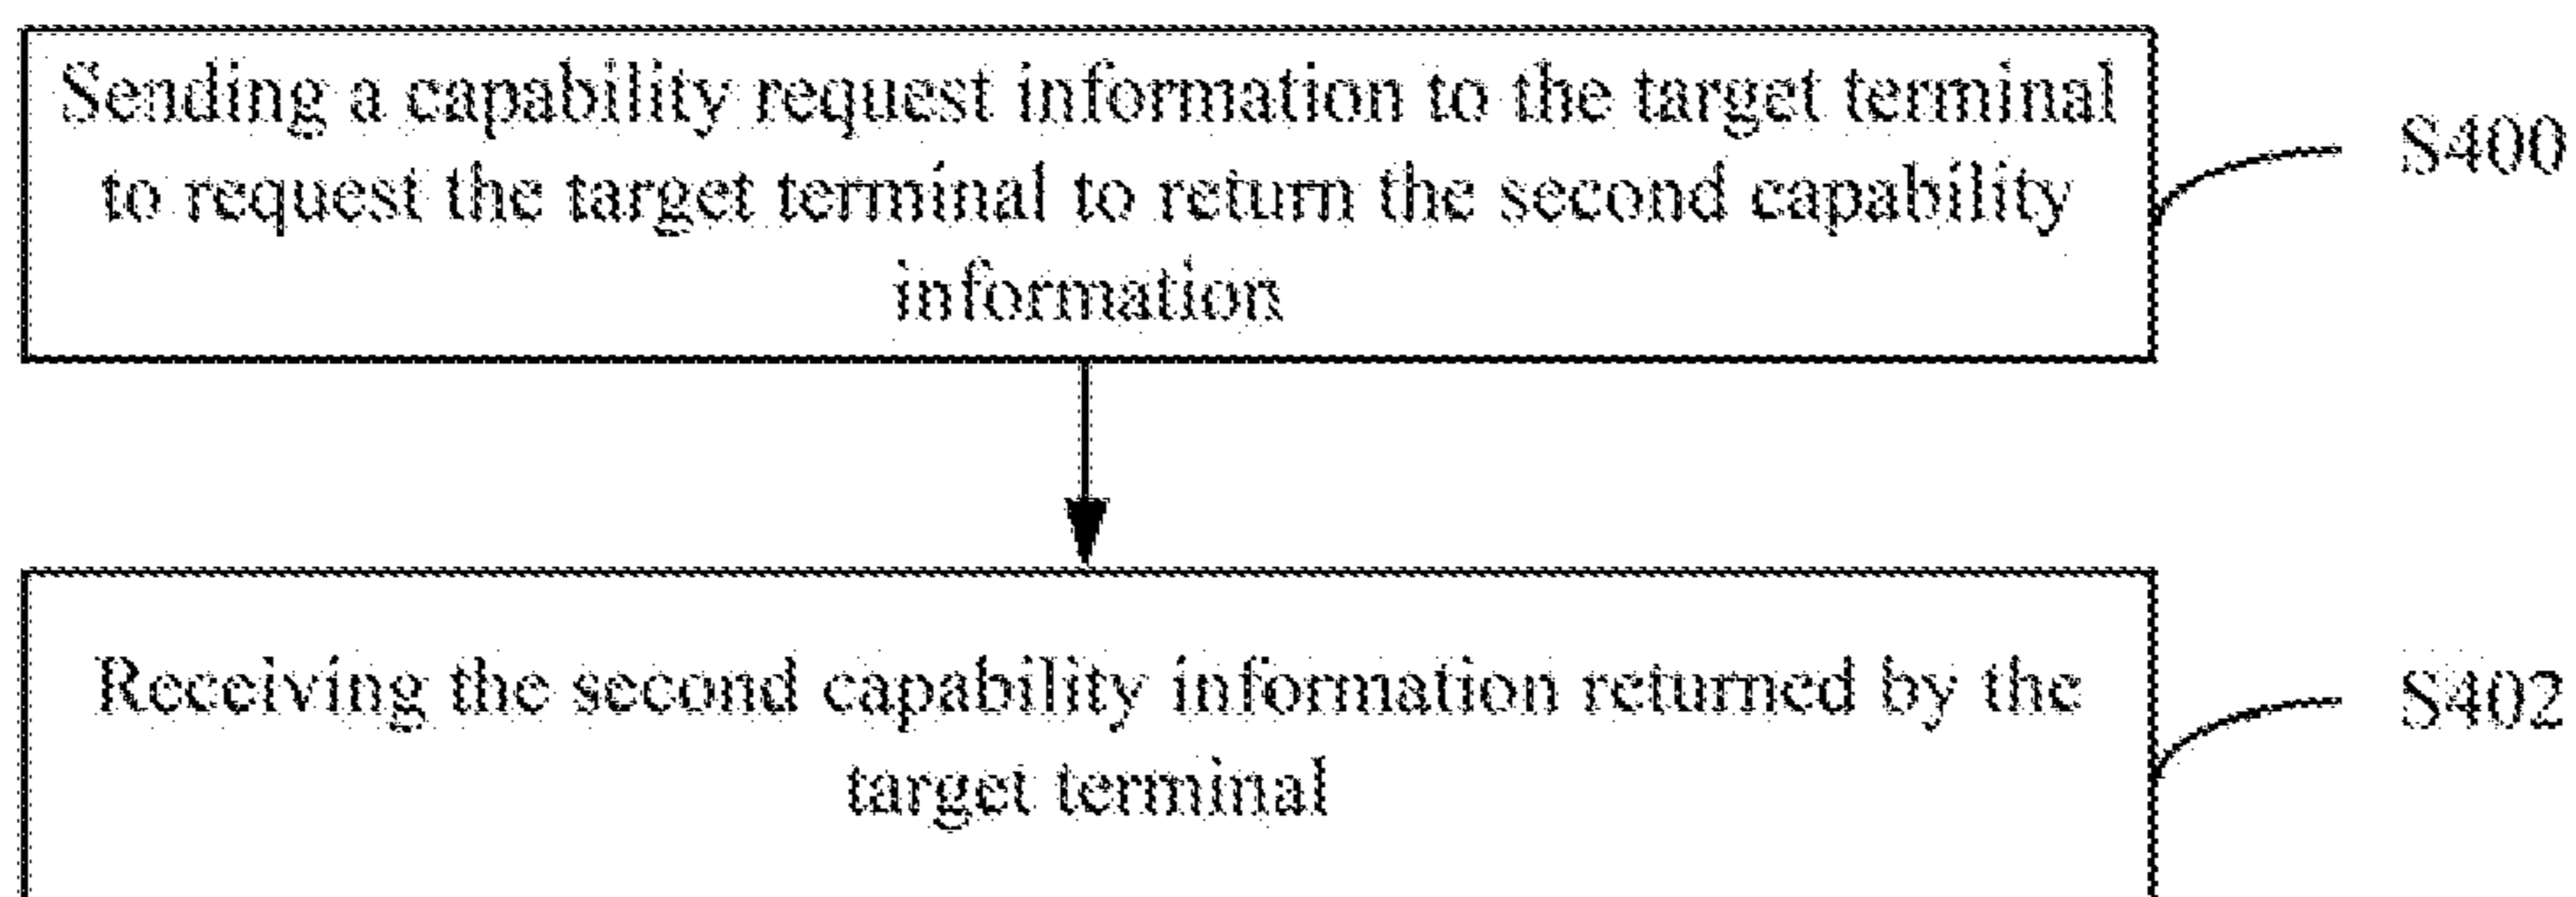 Sending a capability request information to the target terminal
to request the target terminal to return the second capability
information
S400
Receiving the second capability information returned by the
target terminal
S402